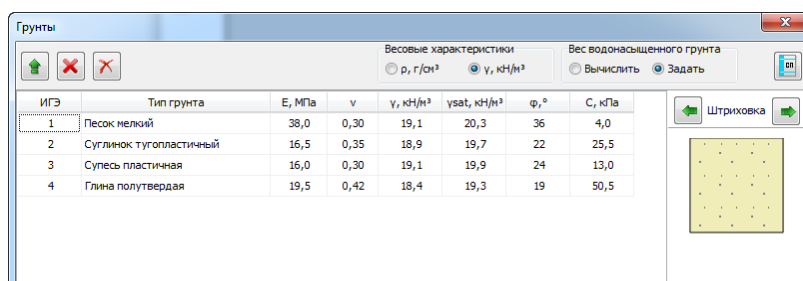 Грунты
Весовые характеристики
ρ, г/см³ γ, кН/м³
Вес водонасыщенного грунта
Вычислить Задать
СП
ИГЭ Тип грунта E, МПа ν γ, кН/м³ γsat, кН/м³ φ,° C, кПа
1 Песок мелкий 38,0 0,30 19,1 20,3 36 4,0
2 Суглинок тугопластичный 16,5 0,35 18,9 19,7 22 25,5
3 Супесь пластичная 16,0 0,30 19,1 19,9 24 13,0
4 Глина полутвердая 19,5 0,42 18,4 19,3 19 50,5
Штриховка